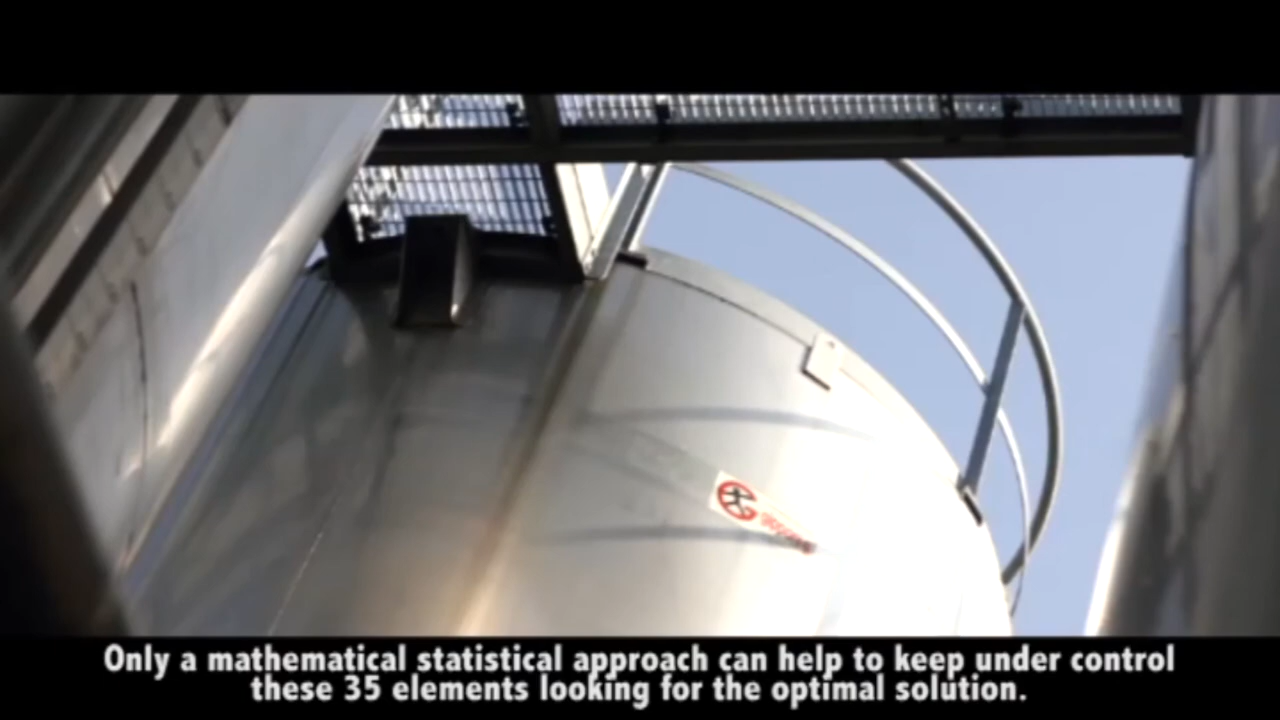 Only a mathematical statistical approach can help to keep under control
these 35 elements looking for the optimal solution.